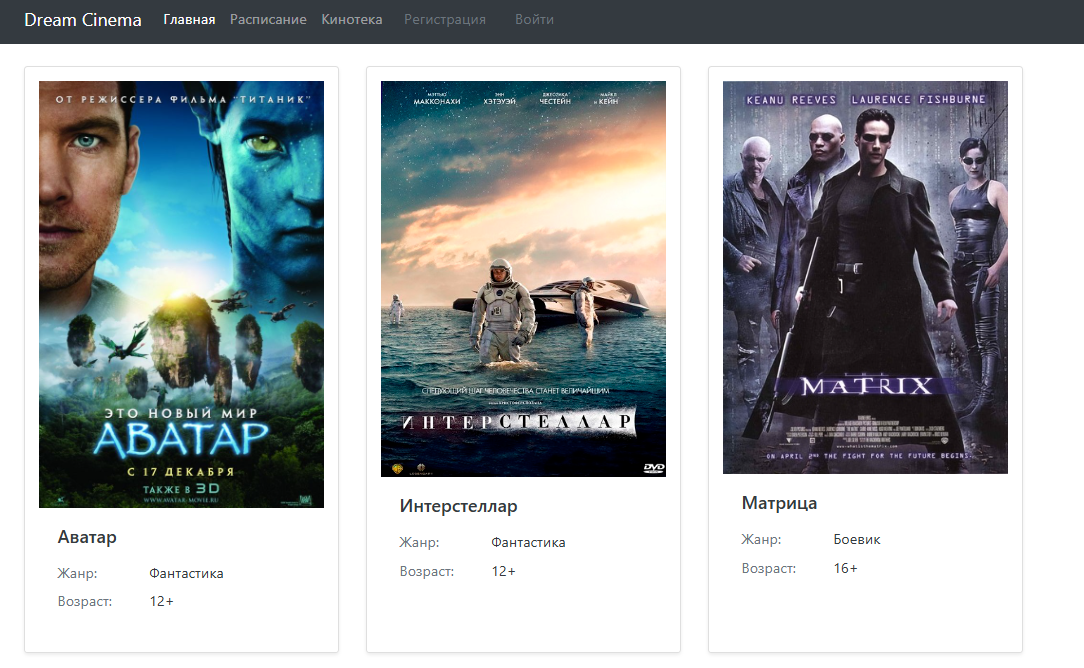 Dream Cinema Главная Расписание Кинотека Регистрация Войти
ОТ РЕЖИССЕРА ФИЛЬМА "ТИТАНИК"
ЭТО НОВЫЙ МИР
АВАТАР
С 17 ДЕКАБРЯ
ТАКЖЕ В 3D
WWW.AVATAR-MOVIE.RU
Аватар
Жанр: Фантастика
Возраст: 12+
МЭТТЬЮ МАККОНАХИ ЭНН ХЭТЭУЭЙ ДЖЕССИКА ЧЕСТЕЙН МАЙКЛ И КЕЙН
СЛЕДУЮЩИЙ ШАГ ЧЕЛОВЕЧЕСТВА СТАНЕТ ВЕЛИЧАЙШИМ
ИНТЕРСТЕЛЛАР
DVD
Интерстеллар
Жанр: Фантастика
Возраст: 12+
KEANU REEVES LAURENCE FISHBURNE
THE
MATRIX
ON APRIL 2ND THE FIGHT FOR THE FUTURE BEGINS.
Матрица
Жанр: Боевик
Возраст: 16+